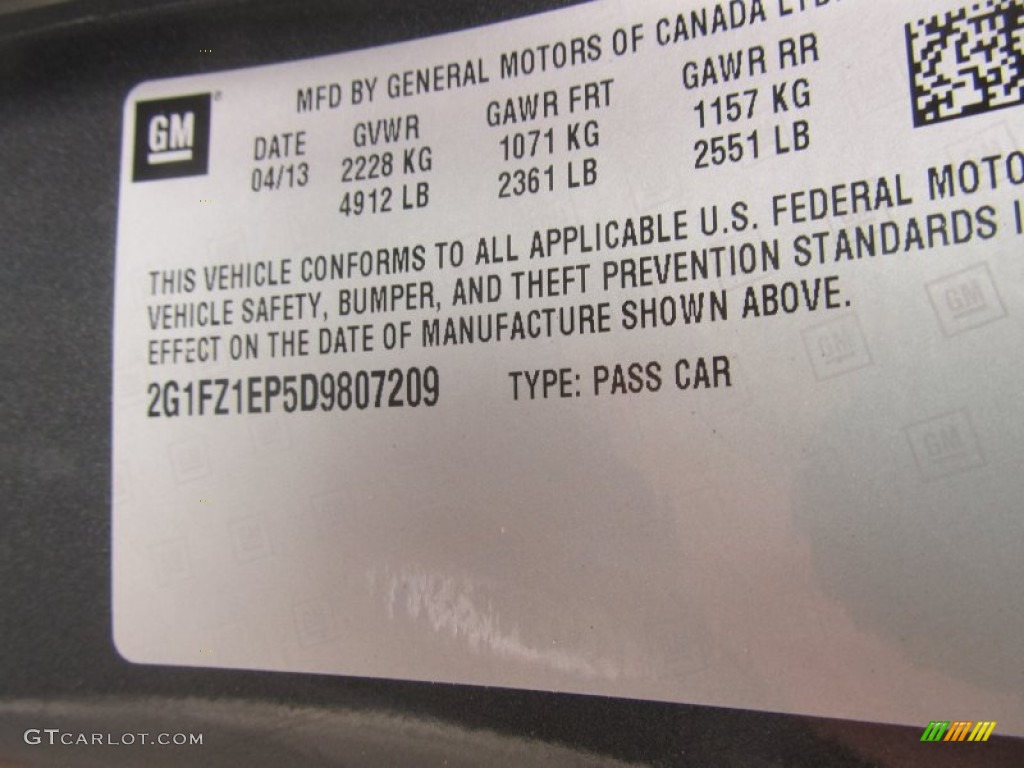 MFD BY GENERAL MOTORS OF CANADA LTD.
GM
DATE GVWR GAWR FRT GAWR RR
04/13 2228 KG 1071 KG 1157 KG
4912 LB 2361 LB 2551 LB
THIS VEHICLE CONFORMS TO ALL APPLICABLE U.S. FEDERAL MOTO
VEHICLE SAFETY, BUMPER, AND THEFT PREVENTION STANDARDS I
EFFECT ON THE DATE OF MANUFACTURE SHOWN ABOVE.
2G1FZ1EP5D9807209 TYPE: PASS CAR
GTCARLOT.COM